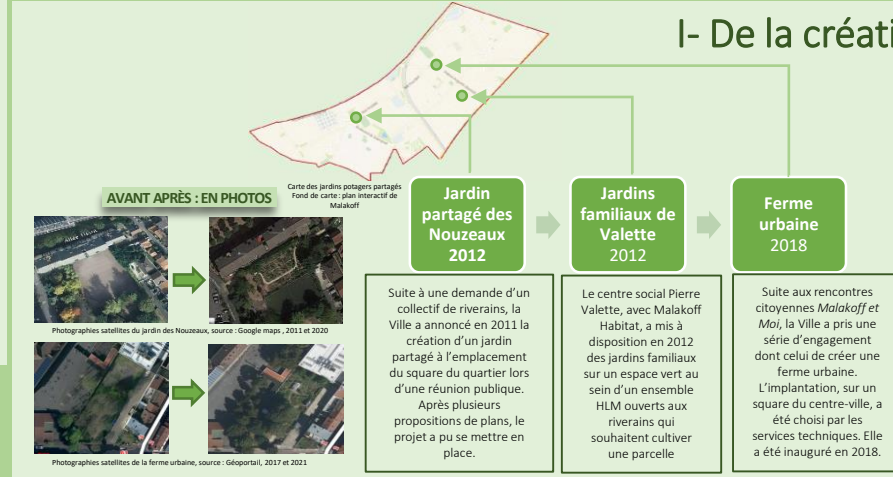 I- De la créati
Carte des jardins potagers partagés
Fond de carte : plan interactif de
Malakoff
AVANT APRÈS : EN PHOTOS
Photographies satellites du jardin des Nouzeaux, source : Google maps , 2011 et 2020
Photographies satellites de la ferme urbaine, source : Géoportail, 2017 et 2021
Jardin
partagé des
Nouzeaux
2012
Suite à une demande d'un
collectif de riverains, la
Ville a annoncé en 2011 la
création d'un jardin
partagé à l'emplacement
du square du quartier lors
d'une réunion publique.
Après plusieurs
propositions de plans, le
projet a pu se mettre en
place.
Jardins
familiaux de
Valette
2012
Le centre social Pierre
Valette, avec Malakoff
Habitat, a mis à
disposition en 2012
des jardins familiaux
sur un espace vert au
sein d'un ensemble
HLM ouverts aux
riverains qui
souhaitent cultiver
une parcelle
Ferme
urbaine
2018
Suite aux rencontres
citoyennes Malakoff et
Moi, la Ville a pris une
série d'engagement
dont celui de créer une
ferme urbaine.
L'implantation, sur un
square du centre-ville, a
été choisi par les
services techniques. Elle
a été inauguré en 2018.